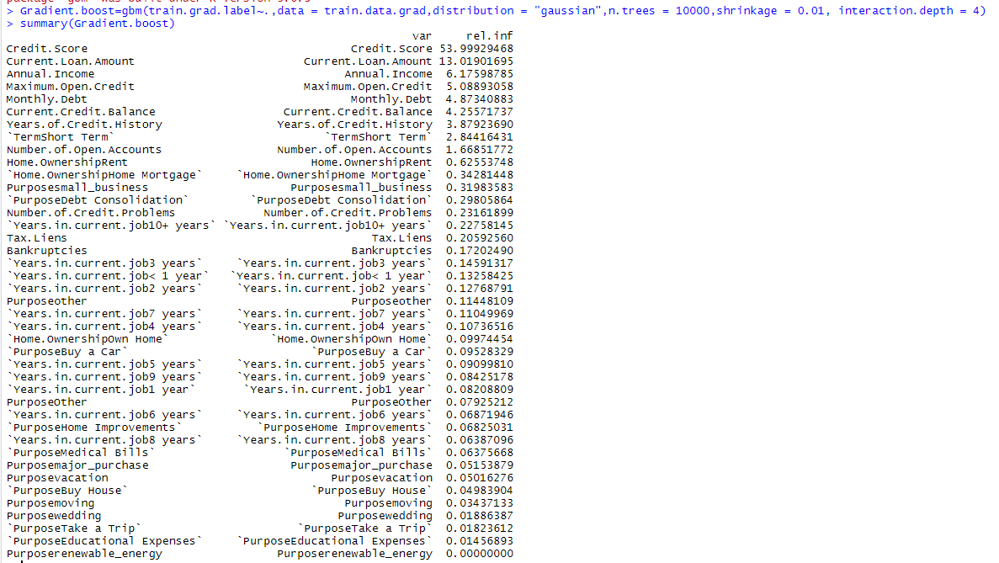 > Gradient.boost=gbm(train.grad.label~.,data = train.data.grad,distribution = "gaussian",n.trees = 10000,shrinkage = 0.01, interaction.depth = 4)
> summary(Gradient.boost)
var rel.inf
Credit.Score Credit.Score 53.99929468
Current.Loan.Amount Current.Loan.Amount 13.01901695
Annual.Income Annual.Income 6.17598785
Maximum.Open.Credit Maximum.Open.Credit 5.08893058
Monthly.Debt Monthly.Debt 4.87340883
Current.Credit.Balance Current.Credit.Balance 4.25571737
Years.of.Credit.History Years.of.Credit.History 3.87923690
`TermShort Term` `TermShort Term` 2.84416431
Number.of.Open.Accounts Number.of.Open.Accounts 1.66851772
Home.OwnershipRent Home.OwnershipRent 0.62553748
`Home.OwnershipHome Mortgage` `Home.OwnershipHome Mortgage` 0.34281448
Purposesmall_business Purposesmall_business 0.31983583
`PurposeDebt Consolidation` `PurposeDebt Consolidation` 0.29805864
Number.of.Credit.Problems Number.of.Credit.Problems 0.23161899
`Years.in.current.job10+ years` `Years.in.current.job10+ years` 0.22758145
Tax.Liens Tax.Liens 0.20592560
Bankruptcies Bankruptcies 0.17202490
`Years.in.current.job3 years` `Years.in.current.job3 years` 0.14591317
`Years.in.current.job< 1 year` `Years.in.current.job< 1 year` 0.13258425
`Years.in.current.job2 years` `Years.in.current.job2 years` 0.12768791
Purposeother Purposeother 0.11448109
`Years.in.current.job7 years` `Years.in.current.job7 years` 0.11049969
`Years.in.current.job4 years` `Years.in.current.job4 years` 0.10736516
`Home.OwnershipOwn Home` `Home.OwnershipOwn Home` 0.09974454
`PurposeBuy a Car` `PurposeBuy a Car` 0.09528329
`Years.in.current.job5 years` `Years.in.current.job5 years` 0.09099810
`Years.in.current.job9 years` `Years.in.current.job9 years` 0.08425178
`Years.in.current.job1 year` `Years.in.current.job1 year` 0.08208809
PurposeOther PurposeOther 0.07925212
`Years.in.current.job6 years` `Years.in.current.job6 years` 0.06871946
`PurposeHome Improvements` `PurposeHome Improvements` 0.06825031
`Years.in.current.job8 years` `Years.in.current.job8 years` 0.06387096
`PurposeMedical Bills` `PurposeMedical Bills` 0.06375668
Purposemajor_purchase Purposemajor_purchase 0.05153879
Purposevacation Purposevacation 0.05016276
`PurposeBuy House` `PurposeBuy House` 0.04983904
Purposemoving Purposemoving 0.03437133
Purposewedding Purposewedding 0.01886387
`PurposeTake a Trip` `PurposeTake a Trip` 0.01823612
`PurposeEducational Expenses` `PurposeEducational Expenses` 0.01456893
Purposerenewable_energy Purposerenewable_energy 0.00000000